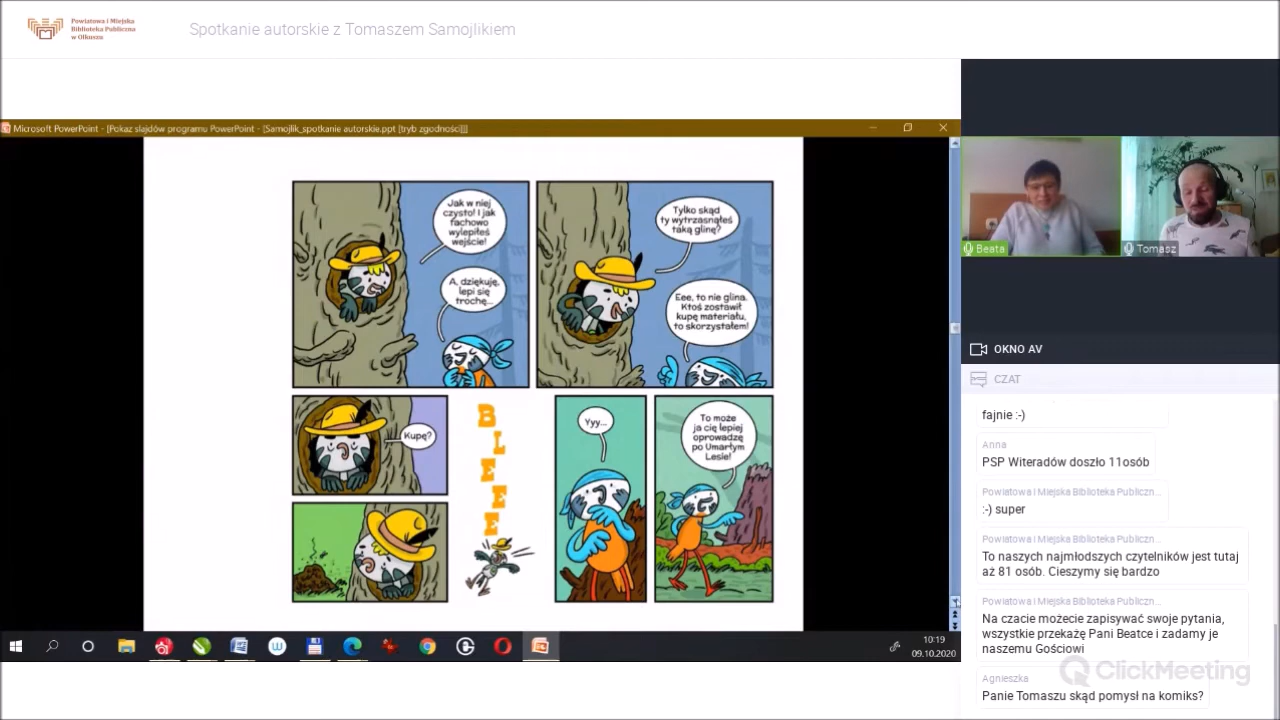 Powiatowa i Miejska
Biblioteka Publiczna
w Olkuszu
Spotkanie autorskie z Tomaszem Samojlikiem
Microsoft PowerPoint - [Pokaz slajdów programu PowerPoint - [Samojlik_spotkanie autorskie.ppt [tryb zgodności]]]
Jak w niej
czysto! I jak
fachowo
wylepiłeś
wejście!
A, dziękuję,
lepi się
trochę...
Tylko skąd
ty wytrzasnąłeś
taką glinę?
Eee, to nie glina.
Ktoś zostawił
kupę materiału,
to skorzystałem!
Kupę?
BLEEE
Yyy...
To może
ja cię lepiej
oprowadzę
po Umarłym
Lesie!
10:19
09.10.2020
Beata
Tomasz
OKNO AV
CZAT
fajnie :-)
Anna
PSP Witeradów doszło 11osób
Powiatowa i Miejska Biblioteka Publiczn...
:-) super
Powiatowa i Miejska Biblioteka Publiczn...
To naszych najmłodszych czytelników jest tutaj
aż 81 osób. Cieszymy się bardzo
Powiatowa i Miejska Biblioteka Publiczn...
Na czacie możecie zapisywać swoje pytania,
wszystkie przekażę Pani Beatce i zadamy je
naszemu Gościowi
ClickMeeting
Agnieszka
Panie Tomaszu skąd pomysł na komiks?